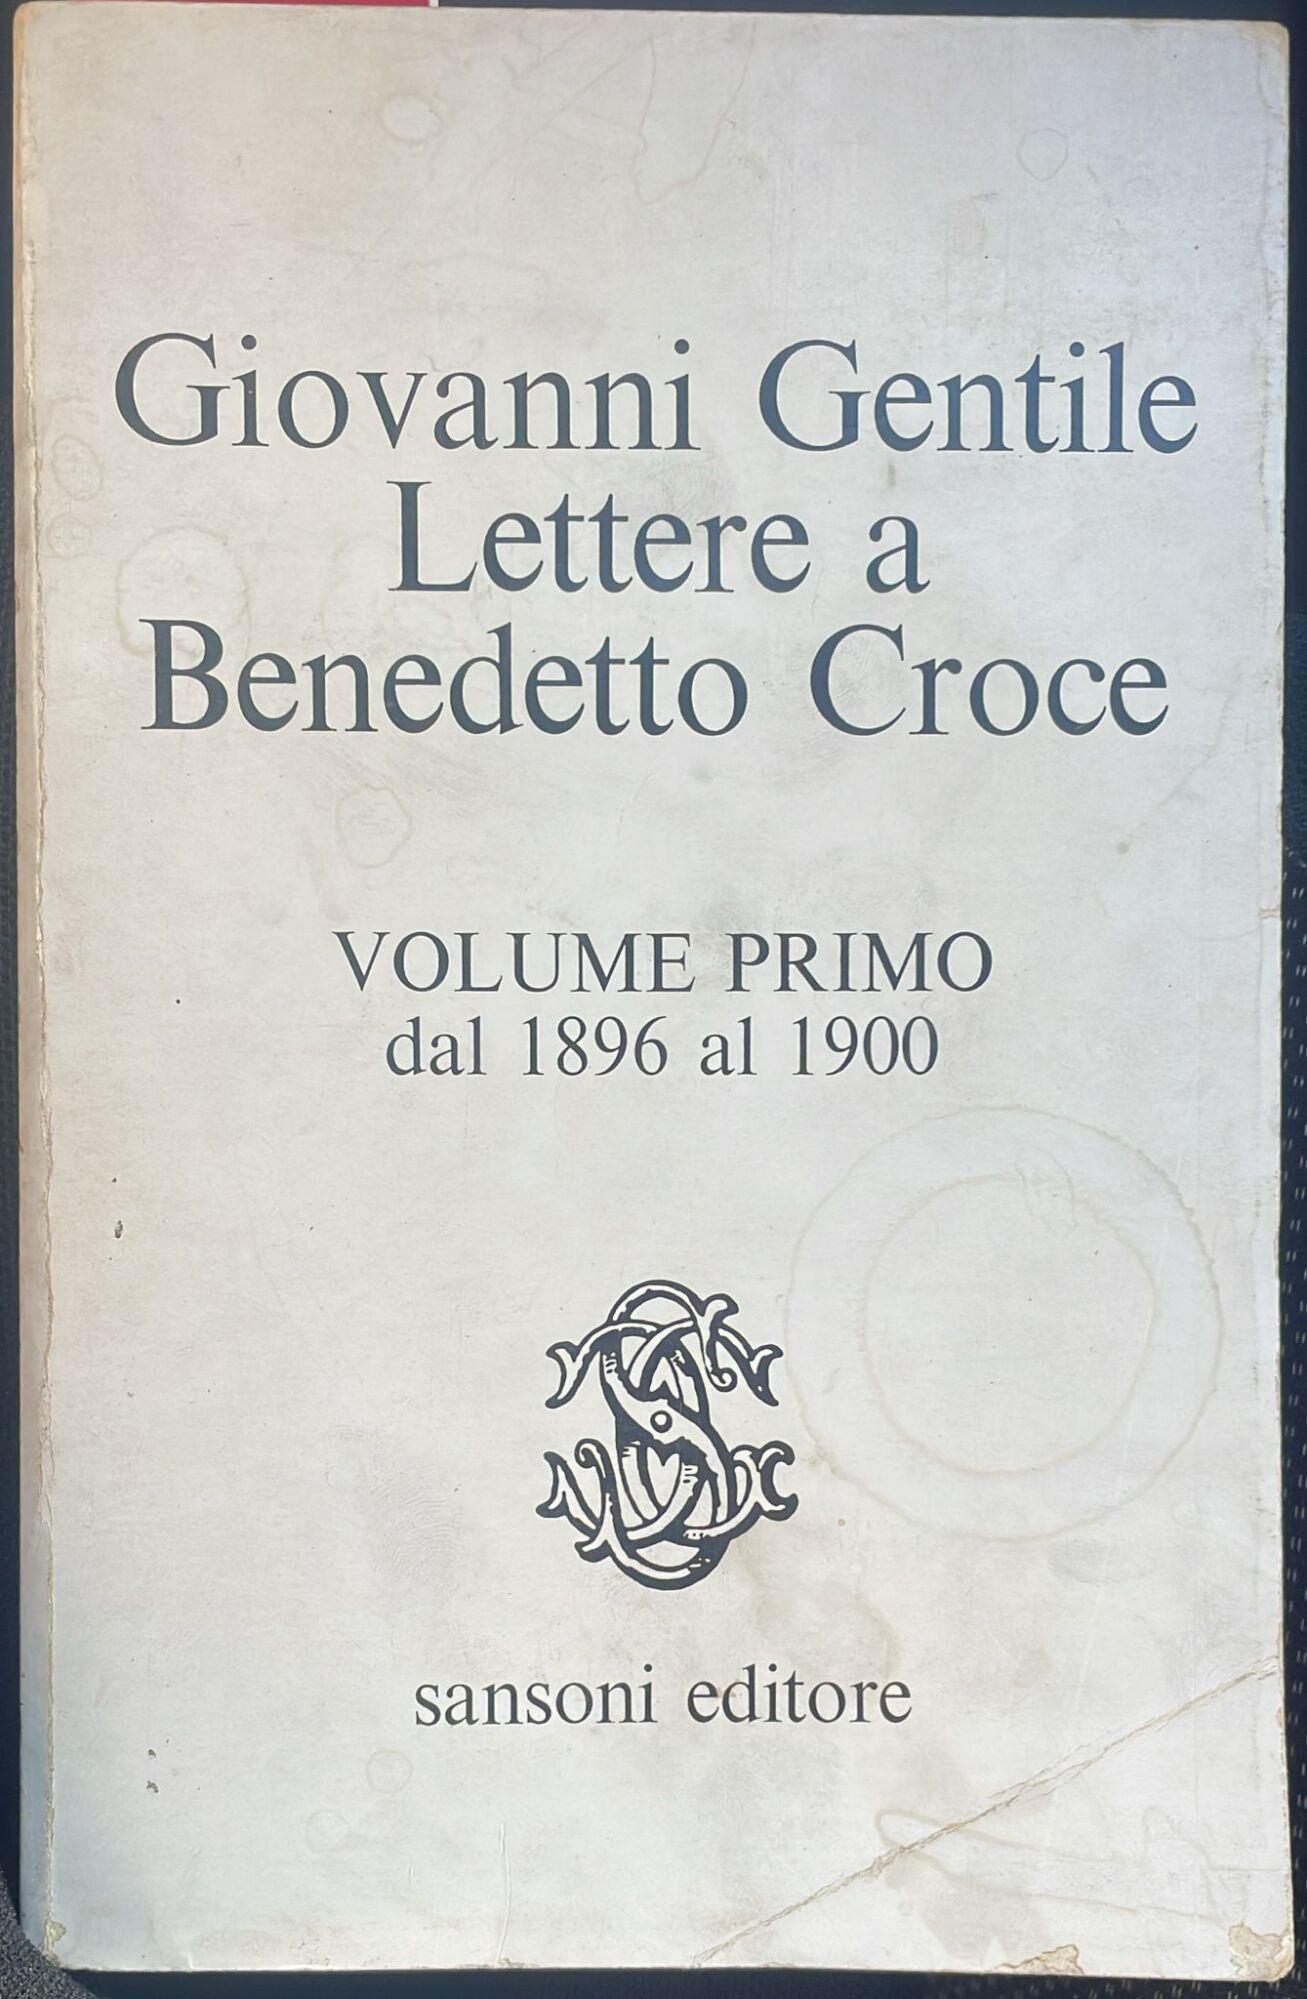 Giovanni Gentile
Lettere a
Benedetto Croce
VOLUME PRIMO
dal 1896 al 1900
sansoni editore